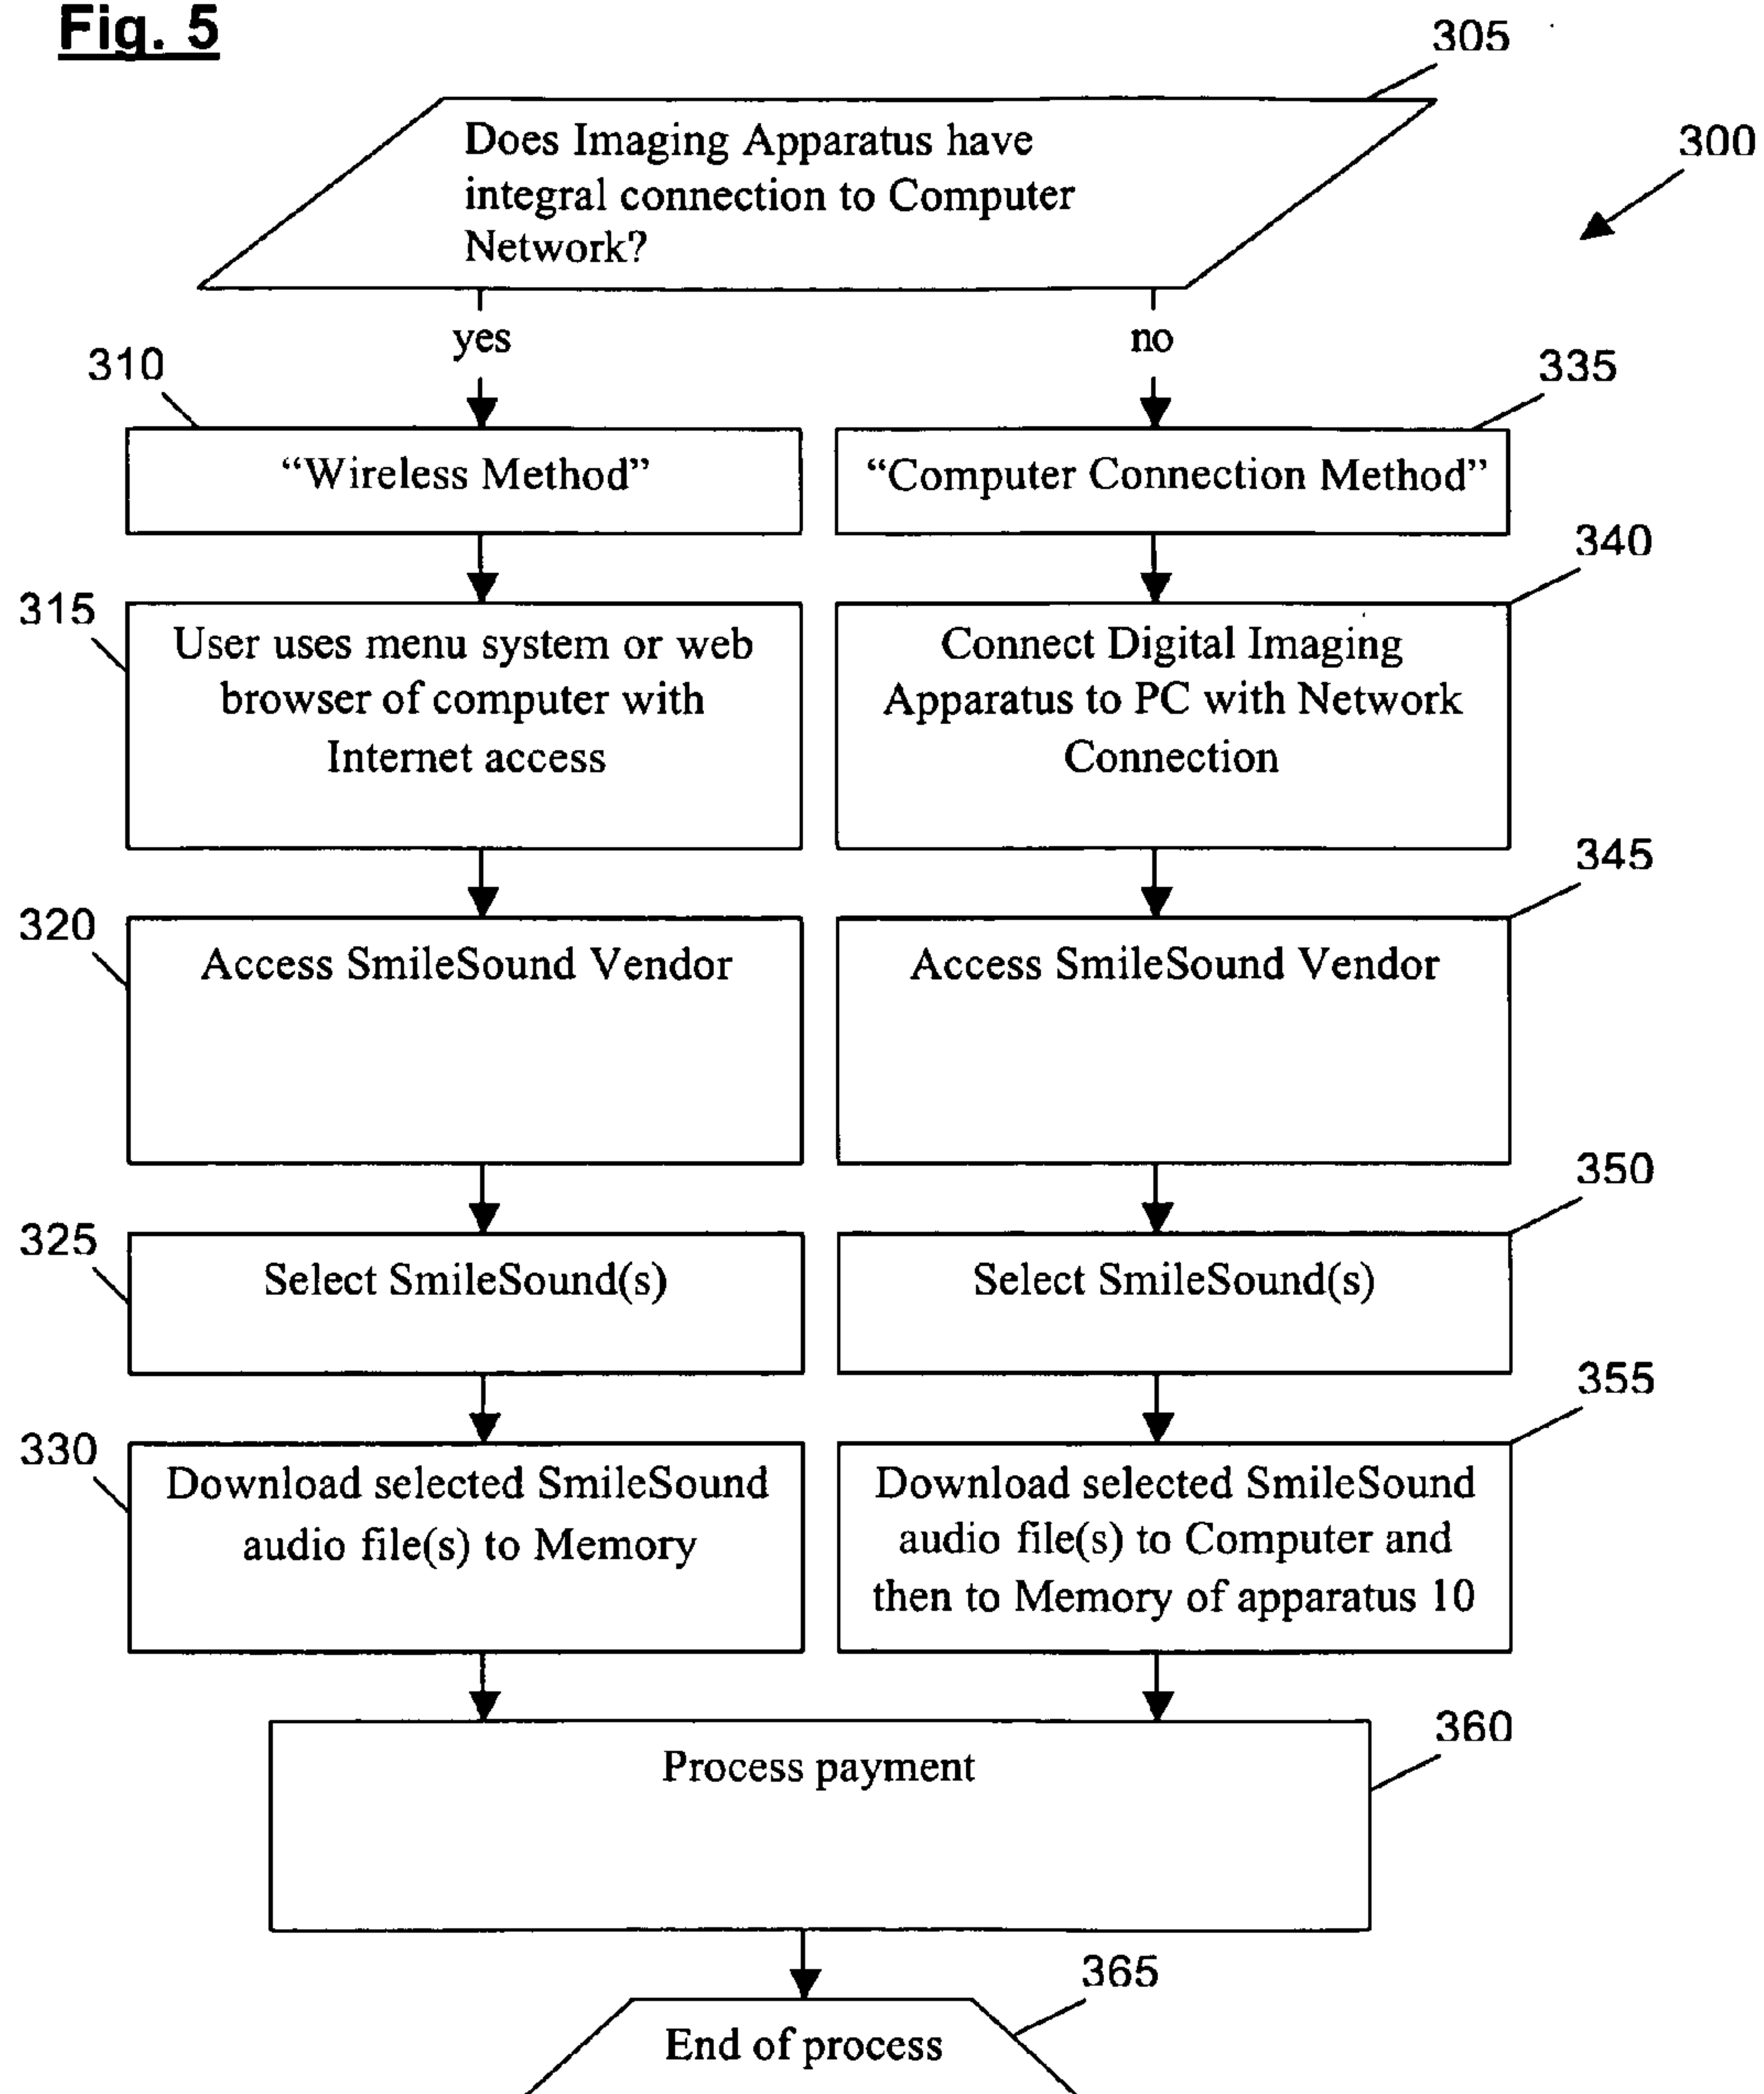 Fig. 5
305
300
Does Imaging Apparatus have
integral connection to Computer
Network?
yes
no
310
335
“Wireless Method”
“Computer Connection Method”
315
340
User uses menu system or web
browser of computer with
Internet access
Connect Digital Imaging
Apparatus to PC with Network
Connection
320
345
Access SmileSound Vendor
Access SmileSound Vendor
325
350
Select SmileSound(s)
Select SmileSound(s)
330
355
Download selected SmileSound
audio file(s) to Memory
Download selected SmileSound
audio file(s) to Computer and
then to Memory of apparatus 10
360
Process payment
365
End of process